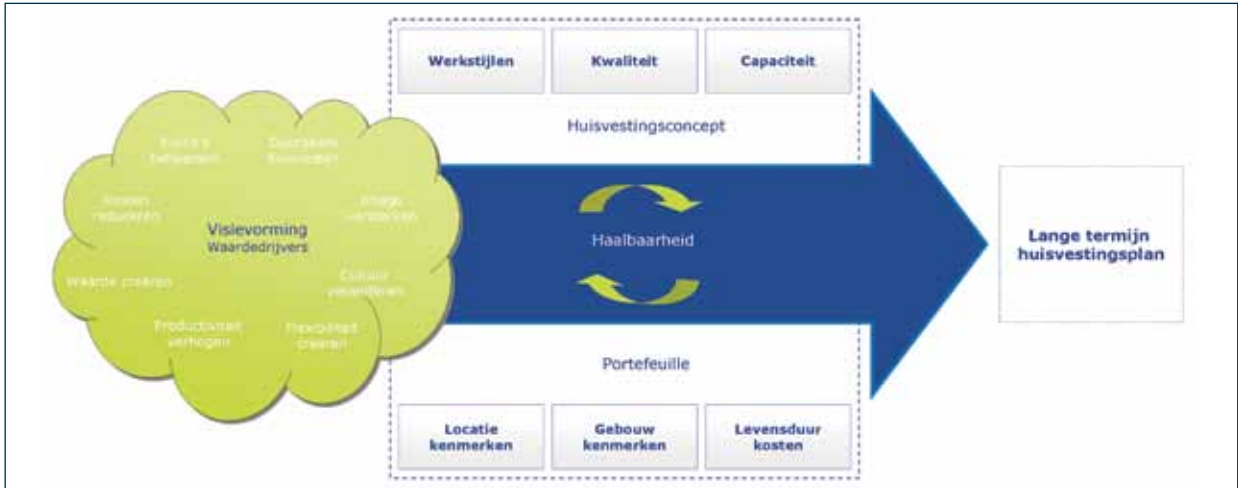 Werkstijlen
Kwaliteit
Capaciteit
Huisvestingsconcept
Risico's
beheersen
Duurzaam
Kosten
reduceren
Imago
versterken
Visievorming
Waardedrijvers
Waarde creëren
Cultuur
veranderen
Productiviteit
verhogen
Flexibiliteit
creëren
Haalbaarheid
Lange termijn
huisvestingsplan
Portefeuille
Locatie
kenmerken
Gebouw
kenmerken
Levensduur
kosten